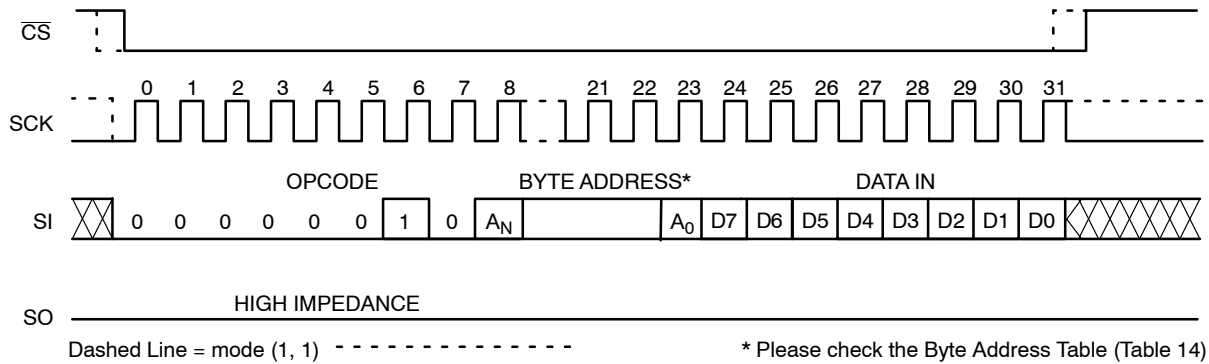 CS
0 1 2 3 4 5 6 7 8 21 22 23 24 25 26 27 28 29 30 31
SCK
OPCODE BYTE ADDRESS* DATA IN
SI 0 0 0 0 0 0 1 0 AN A0 D7 D6 D5 D4 D3 D2 D1 D0
HIGH IMPEDANCE
SO
Dashed Line = mode (1, 1) * Please check the Byte Address Table (Table 14)